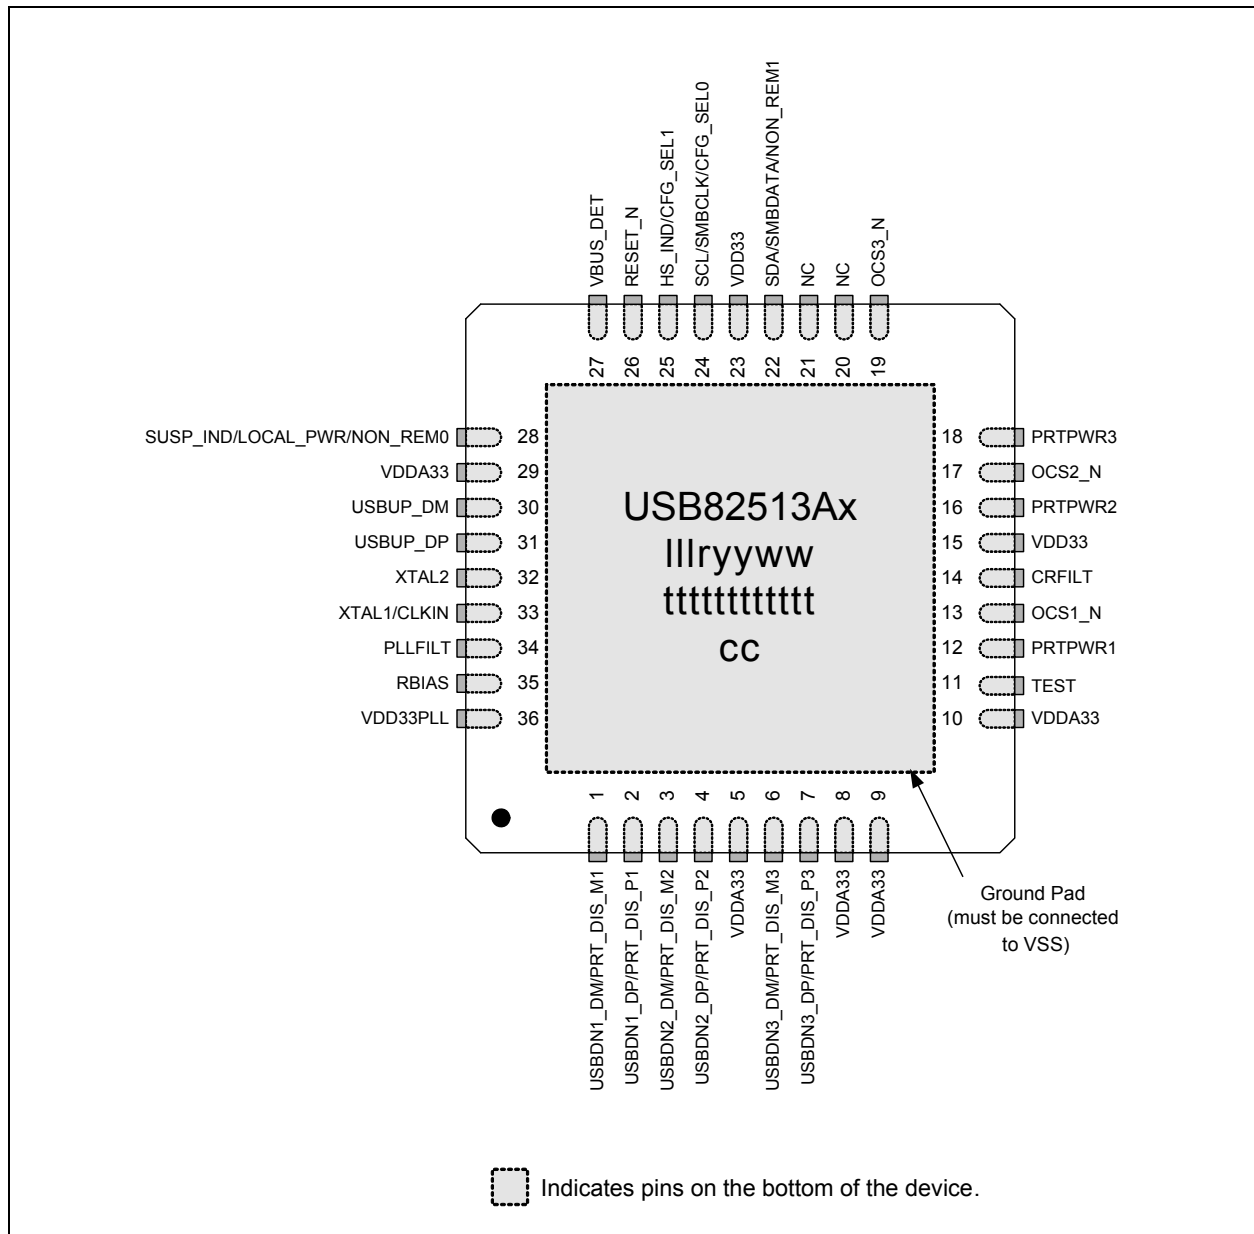 VBUS_DET
RESET_N
HS_IND/CFG_SEL1
SCL/SMBCLK/CFG_SEL0
VDD33
SDA/SMBDATA/NON_REM1
NC
NC
OCS3_N
27
26
25
24
23
22
21
20
19
SUSP_IND/LOCAL_PWR/NON_REM0 28
VDDA33 29
USBUP_DM 30
USBUP_DP 31
XTAL2 32
XTAL1/CLKIN 33
PLLFILT 34
RBIAS 35
VDD33PLL 36
USB82513Ax
lllryyww
tttttttttttt
cc
18 PRTPWR3
17 OCS2_N
16 PRTPWR2
15 VDD33
14 CRFILT
13 OCS1_N
12 PRTPWR1
11 TEST
10 VDDA33
1
2
3
4
5
6
7
8
9
USBDN1_DM/PRT_DIS_M1
USBDN1_DP/PRT_DIS_P1
USBDN2_DM/PRT_DIS_M2
USBDN2_DP/PRT_DIS_P2
VDDA33
USBDN3_DM/PRT_DIS_M3
USBDN3_DP/PRT_DIS_P3
VDDA33
VDDA33
Ground Pad
(must be connected
to VSS)
Indicates pins on the bottom of the device.